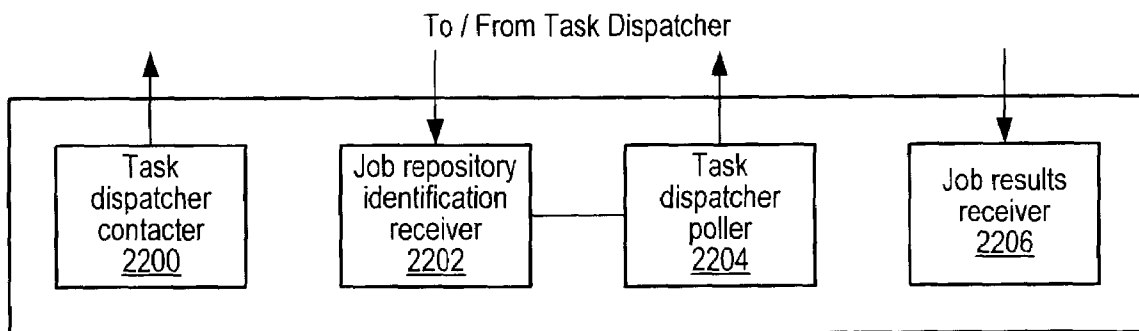 To / From Task Dispatcher
Task
dispatcher
contacter
2200
Job repository
identification
receiver
2202
Task
dispatcher
poller
2204
Job results
receiver
2206